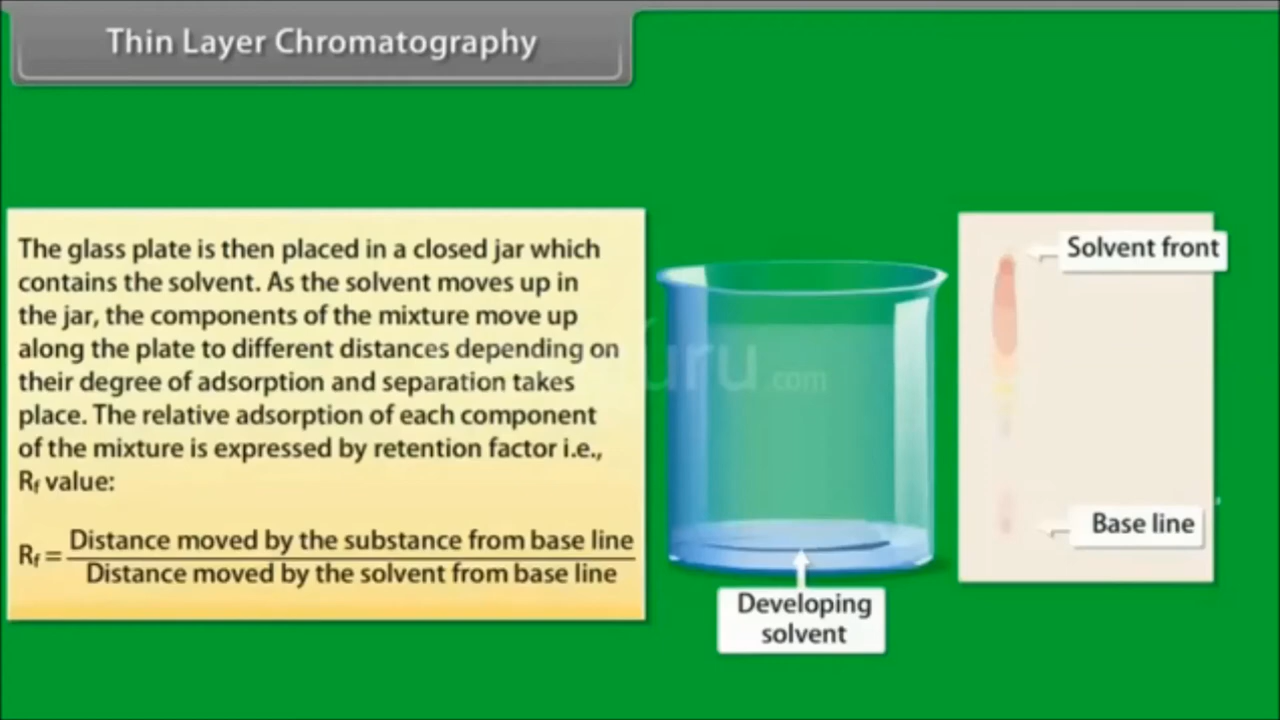 Thin Layer Chromatography
The glass plate is then placed in a closed jar which
contains the solvent. As the solvent moves up in
the jar, the components of the mixture move up
along the plate to different distances depending on
their degree of adsorption and separation takes
place. The relative adsorption of each component
of the mixture is expressed by retention factor i.e.,
Rf value:
Rf = Distance moved by the substance from base line
Distance moved by the solvent from base line
Developing
solvent
Solvent front
Base line
.com